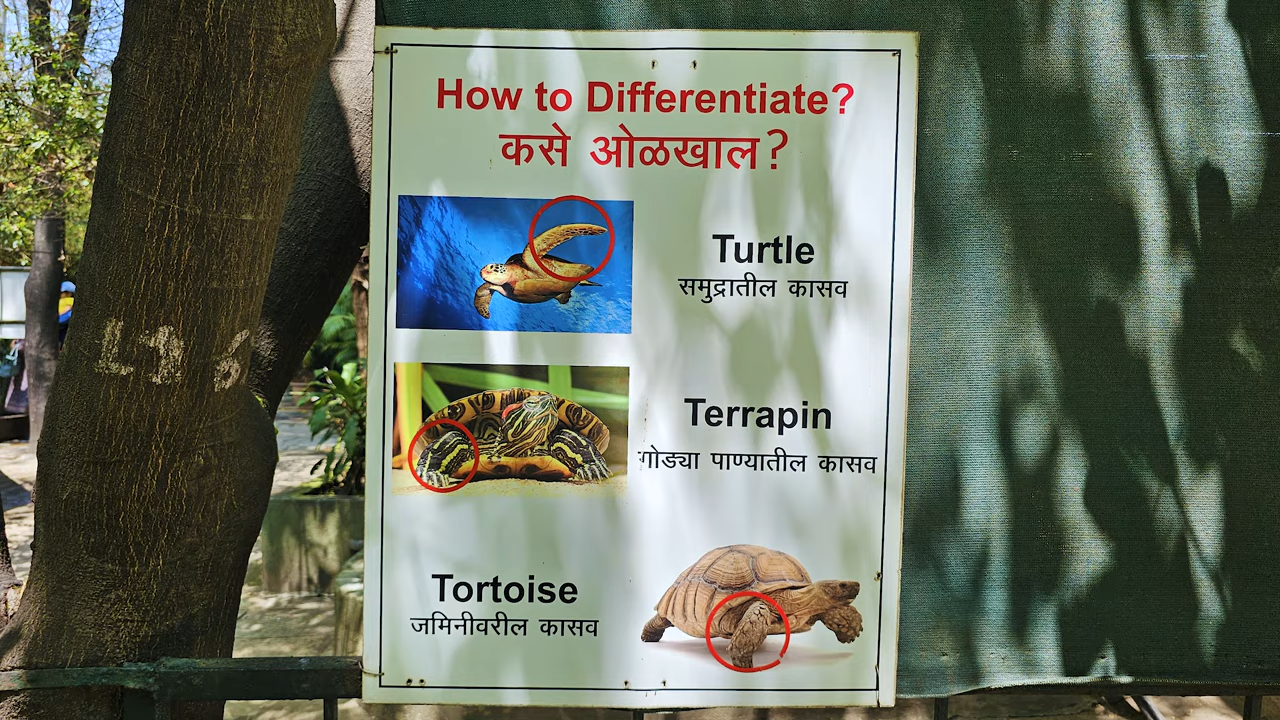 How to Differentiate?
कसे ओळखाल?
Turtle
समुद्रातील कासव
Terrapin
गोड्या पाण्यातील कासव
Tortoise
जमिनीवरील कासव